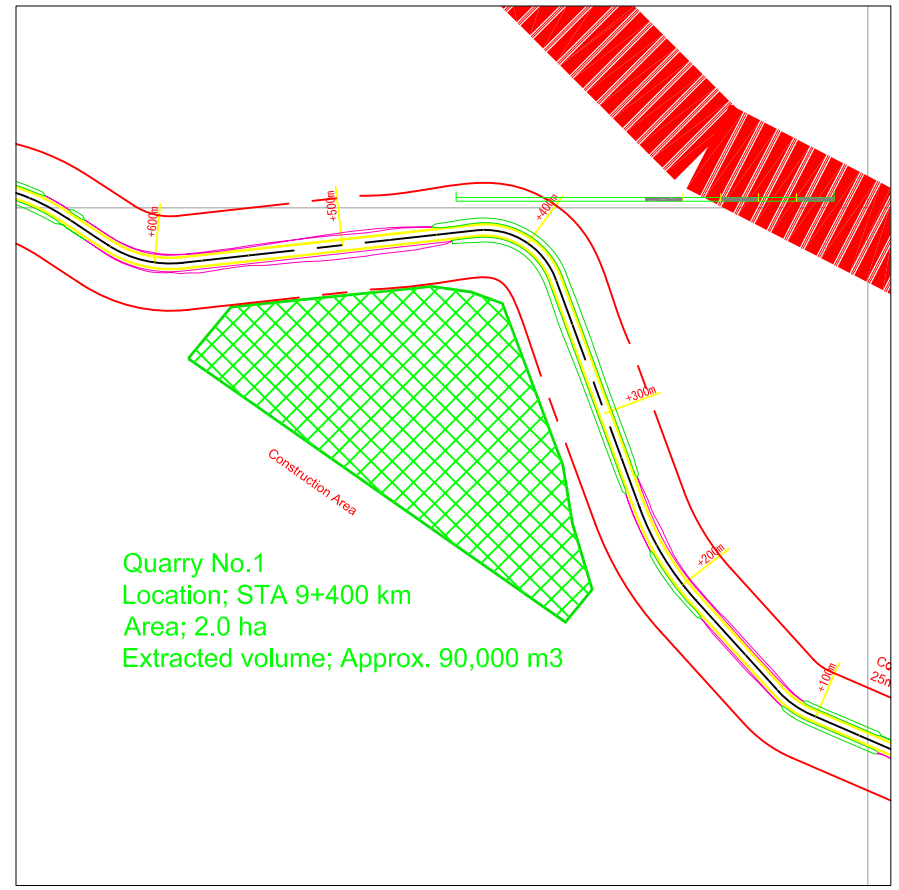 +600m
+500m
+400m
+300m
Construction Area
+200m
Quarry No.1
Location; STA 9+400 km
Area; 2.0 ha
Extracted volume; Approx. 90,000 m3
+100m